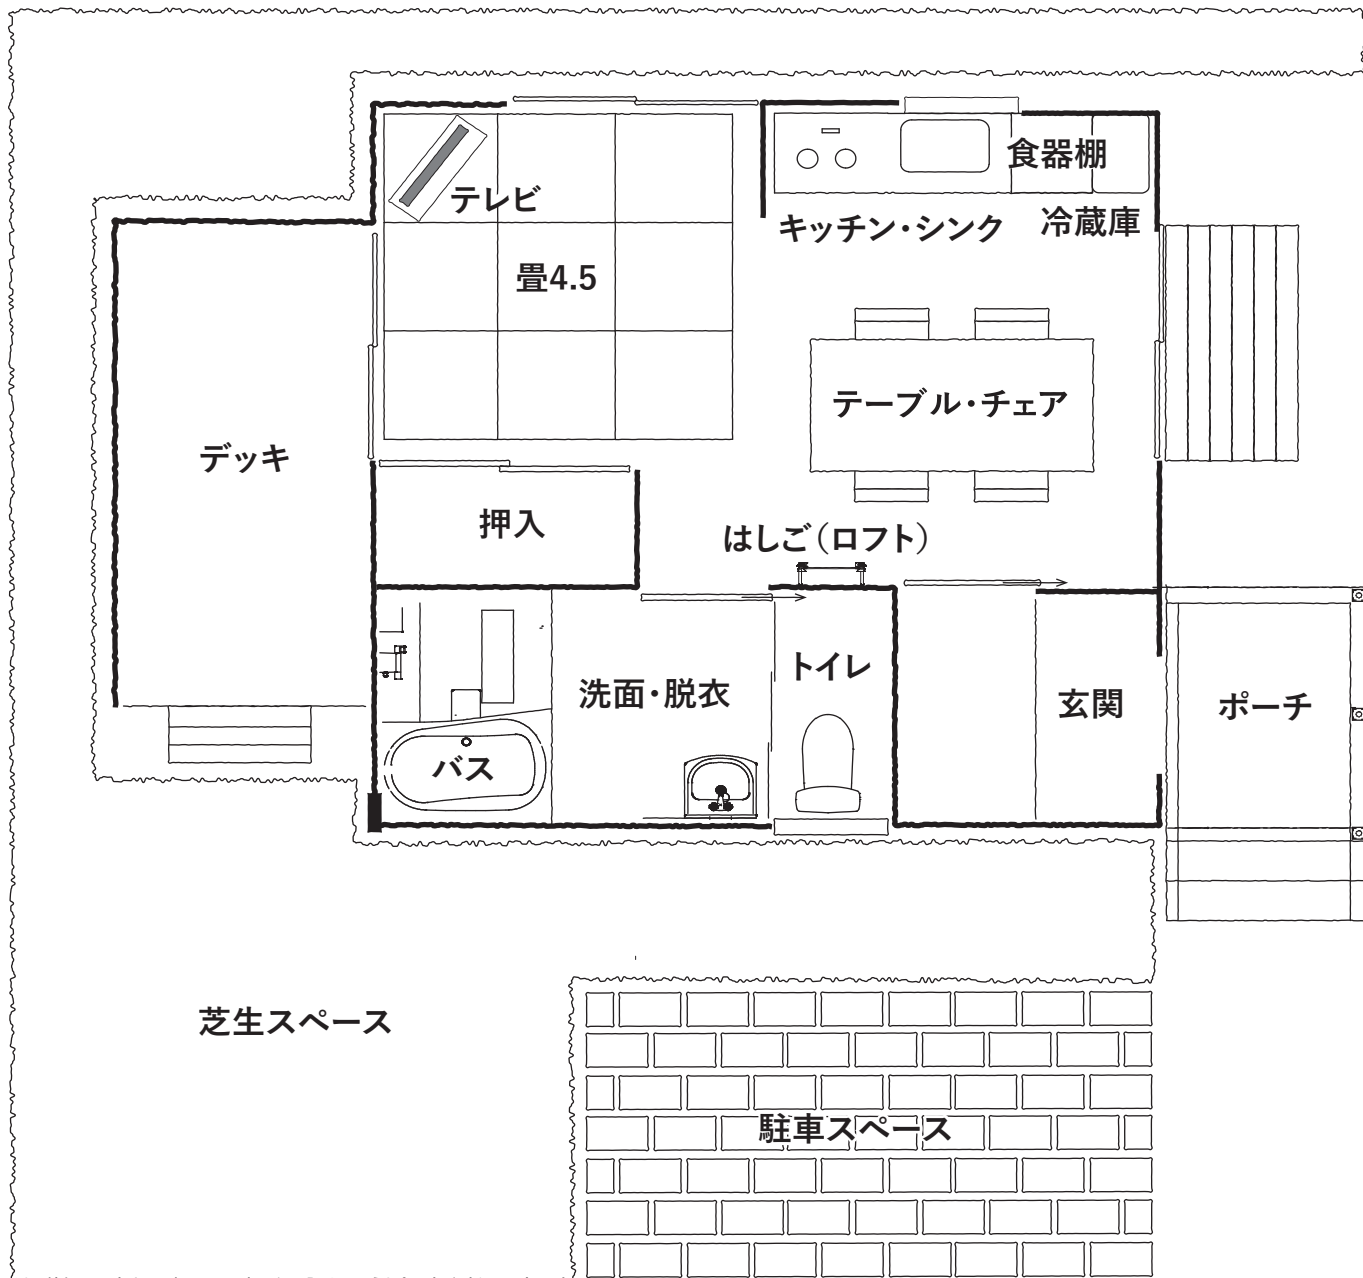 食器棚
テレビ
キッチン・シンク
冷蔵庫
畳4.5
テーブル・チェア
デッキ
押入
はしご（ロフト）
トイレ
洗面・脱衣
玄関
ポーチ
バス
芝生スペース
駐車スペース